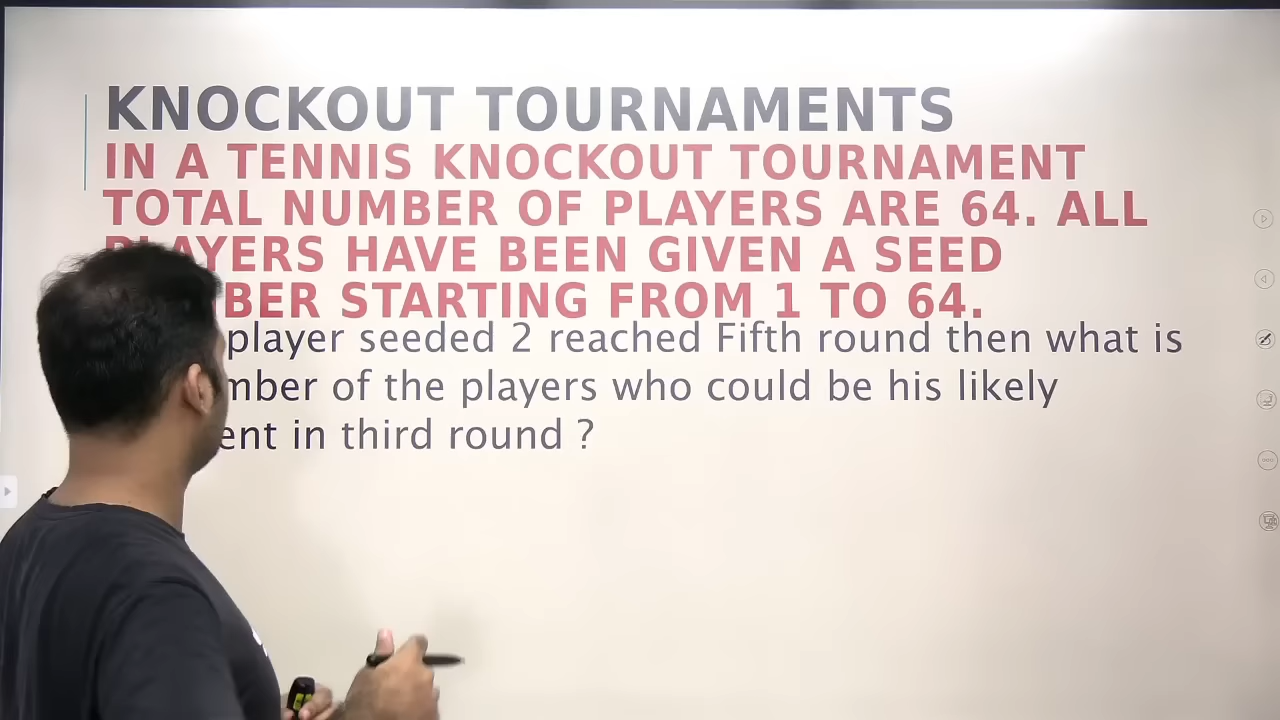 KNOCKOUT TOURNAMENTS
IN A TENNIS KNOCKOUT TOURNAMENT
TOTAL NUMBER OF PLAYERS ARE 64. ALL
PLAYERS HAVE BEEN GIVEN A SEED
BER STARTING FROM 1 TO 64.
player seeded 2 reached Fifth round then what is
mber of the players who could be his likely
ent in third round ?